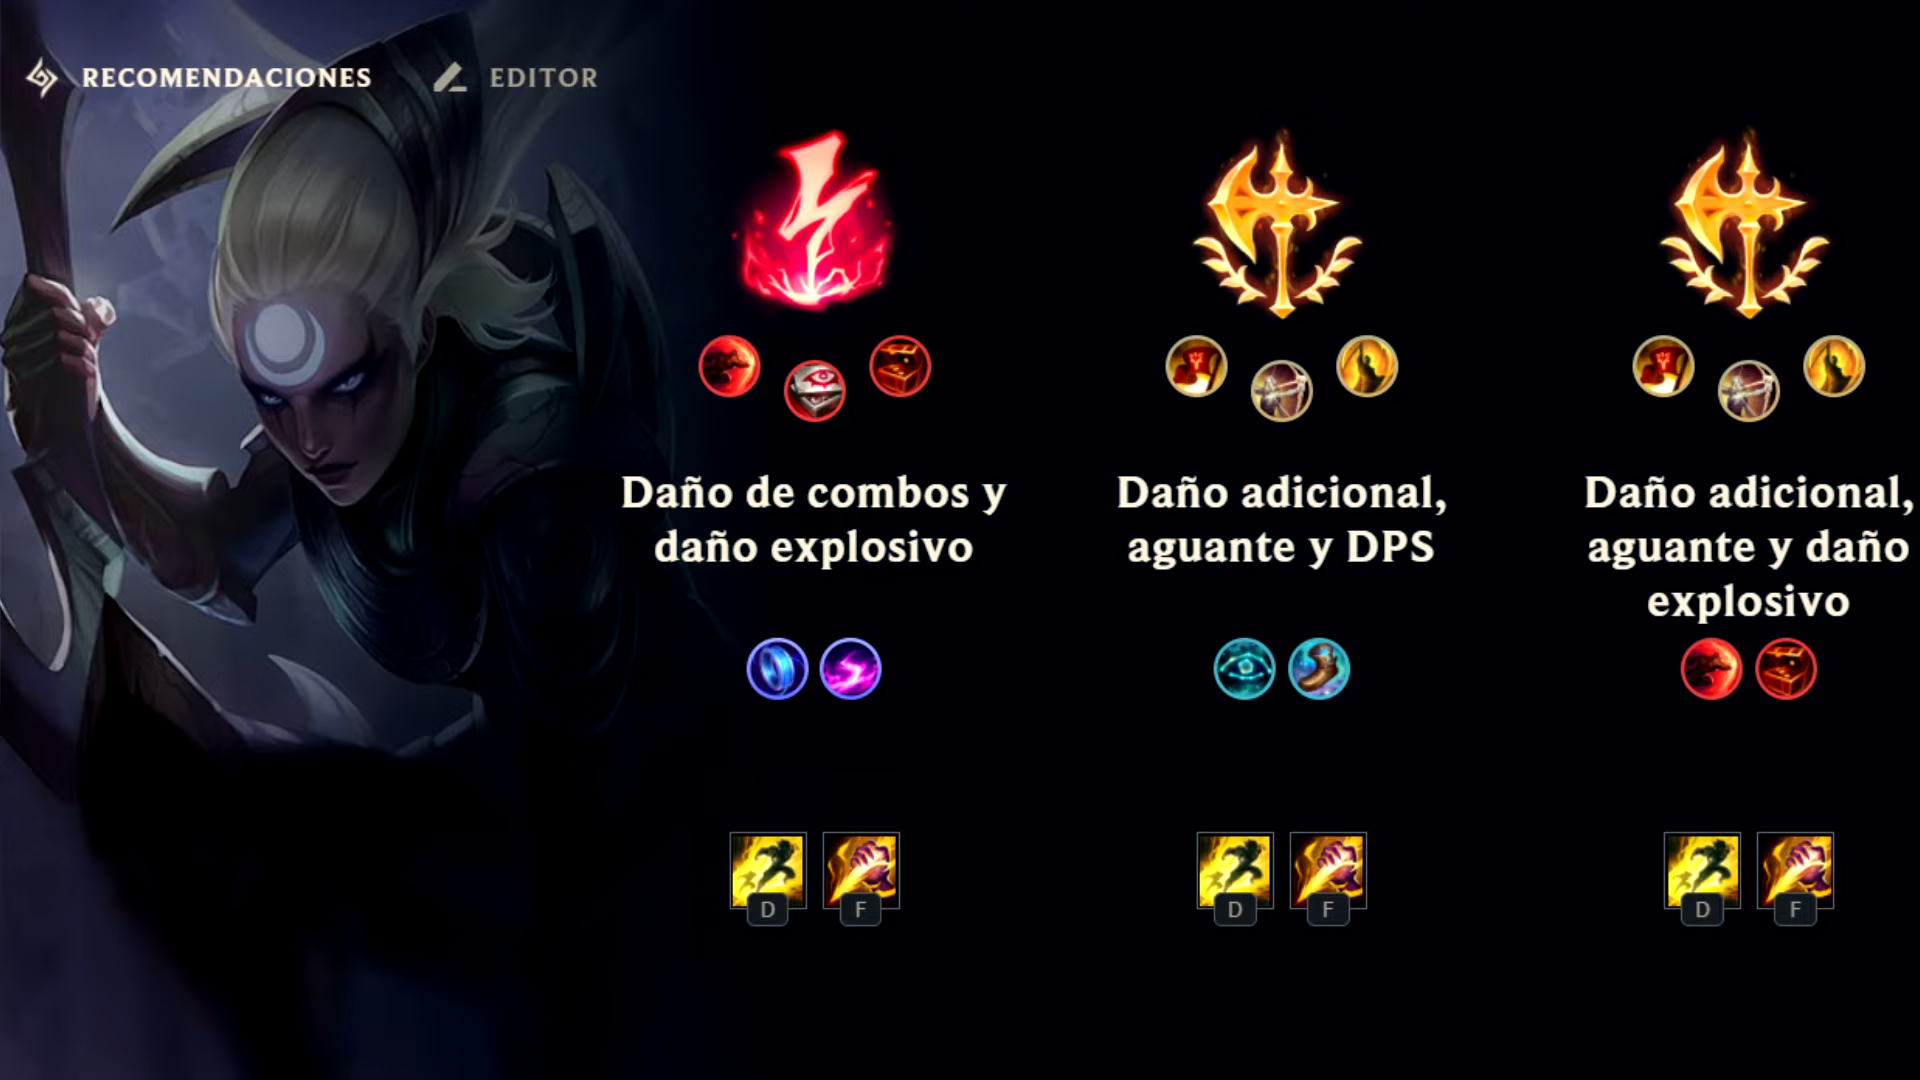 RECOMENDACIONES
EDITOR
Daño de combos y
daño explosivo
Daño adicional,
aguante y DPS
Daño adicional,
aguante y daño
explosivo
D
F
D
F
D
F